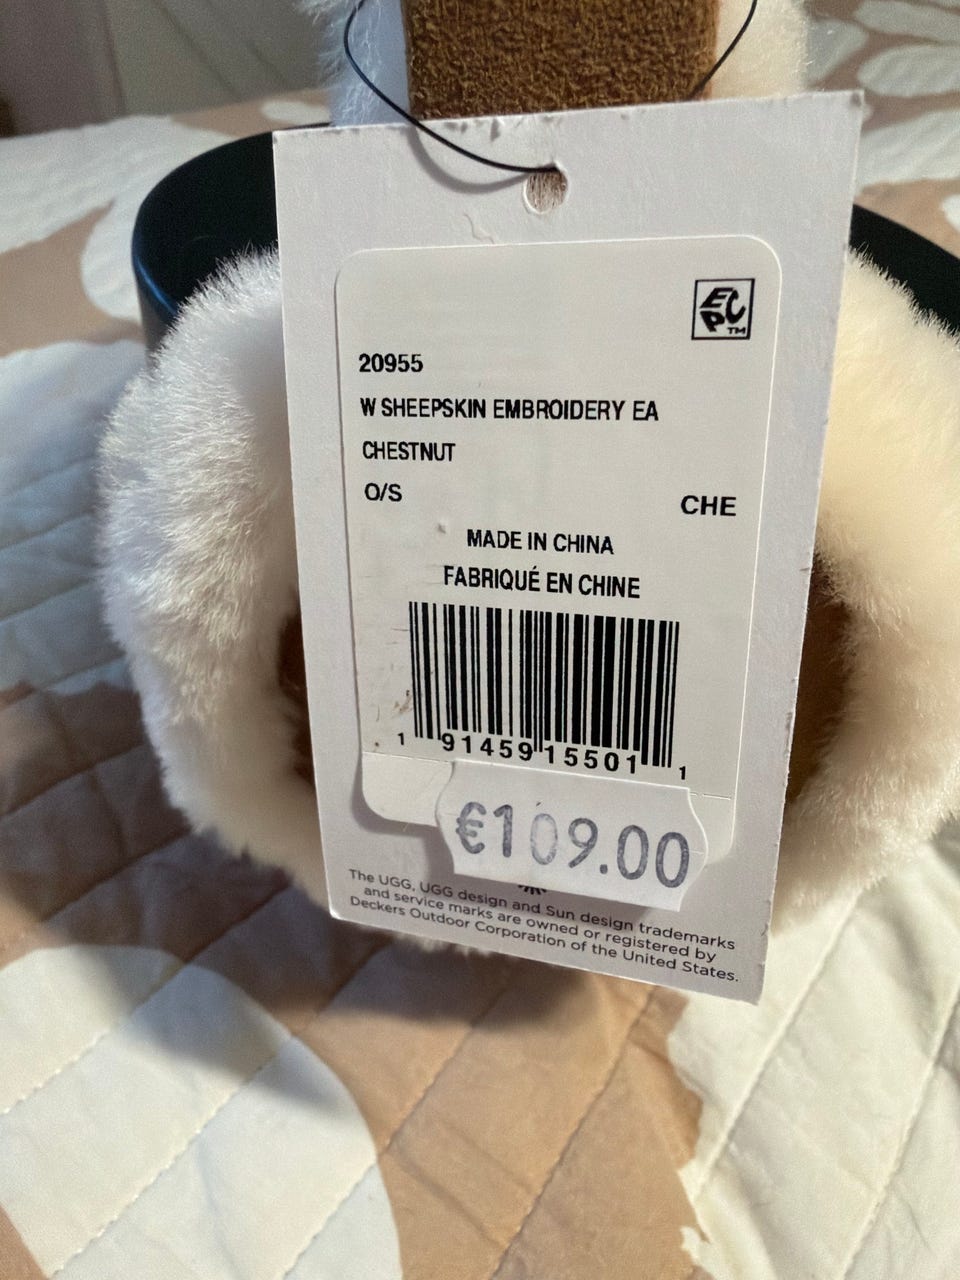 ECP™
20955
W SHEEPSKIN EMBROIDERY EA
CHESTNUT
O/S
CHE
MADE IN CHINA
FABRIQUÉ EN CHINE
1 91459 15501 1
€109.00
The UGG, UGG design and Sun design trademarks
and service marks are owned or registered by
Deckers Outdoor Corporation of the United States.